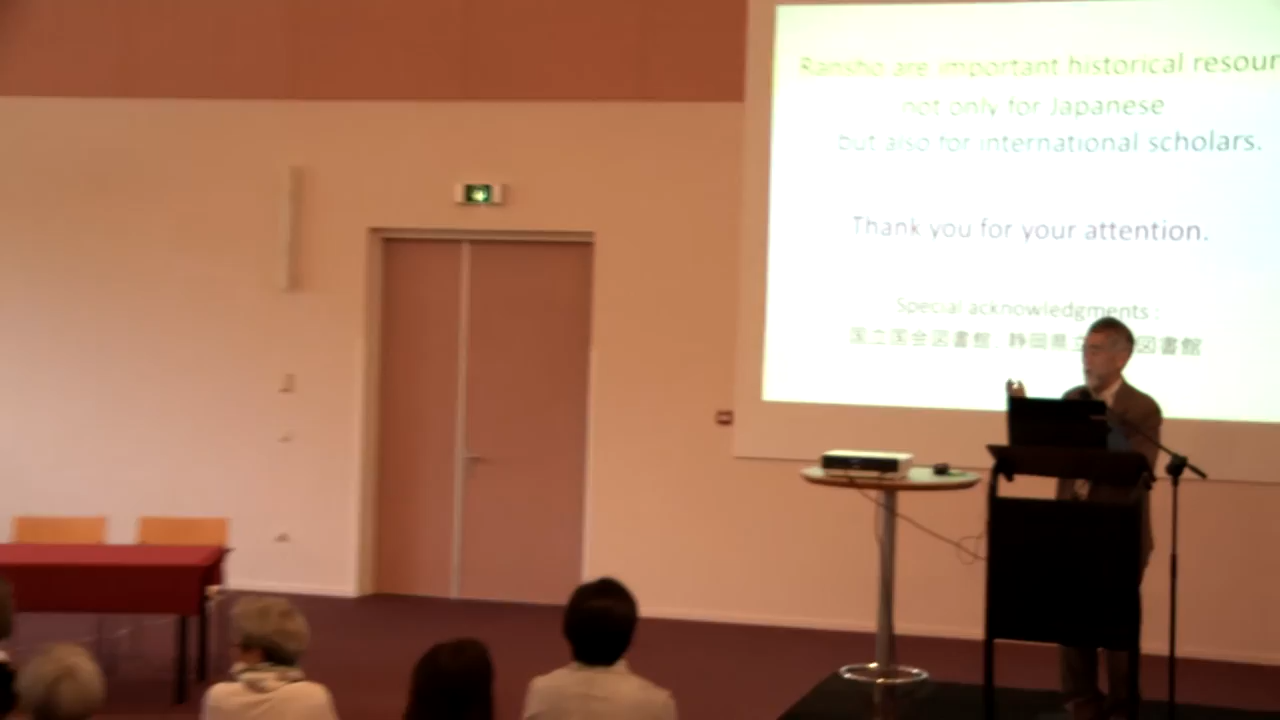 Ransho are important historical resour
not only for Japanese
but also for international scholars.
Thank you for your attention.
Special acknowledgments :
国立国会図書館, 静岡県立 図書館